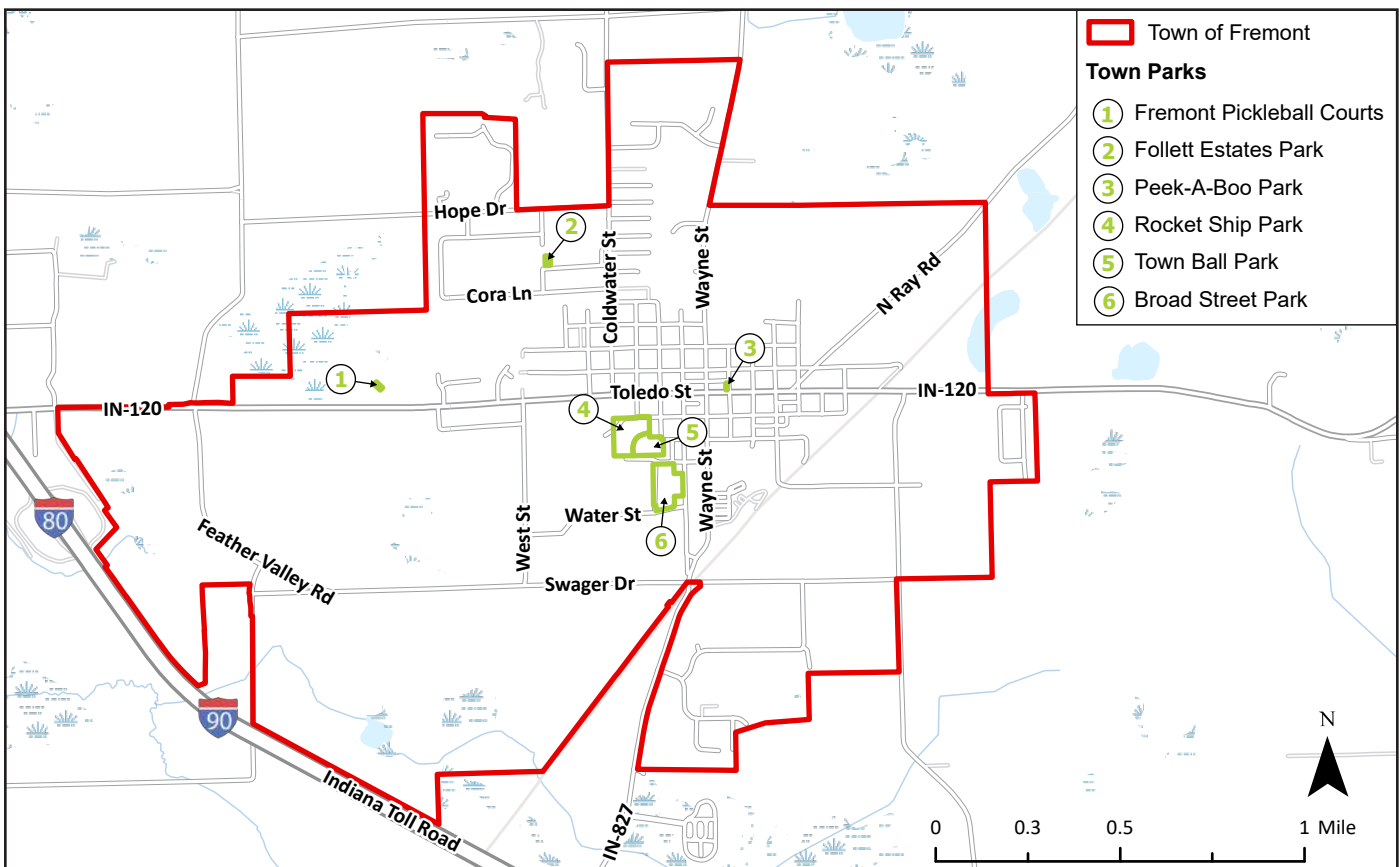 Town of Fremont
Town Parks
1 Fremont Pickleball Courts
2 Follett Estates Park
3 Peek-A-Boo Park
4 Rocket Ship Park
5 Town Ball Park
6 Broad Street Park
Hope Dr
2
Coldwater St
Wayne St
N Ray Rd
Cora Ln
1
3
IN-120
Toledo St
IN-120
4
5
80
Feather Valley Rd
West St
Water St
Wayne St
6
Swager Dr
90
Indiana Toll Road
IN-827
N
0 0.3 0.5 1 Mile